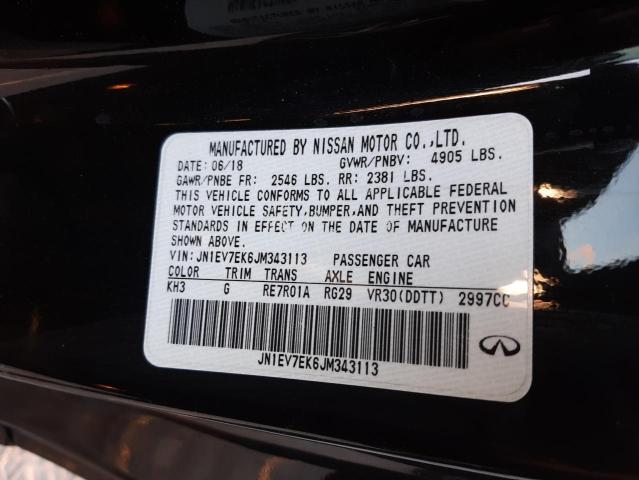 MANUFACTURED BY NISSAN MOTOR CO.,LTD.
DATE: 06/18 GVWR/PNBV: 4905 LBS.
GAWR/PNBE FR: 2546 LBS. RR: 2381 LBS.
THIS VEHICLE CONFORMS TO ALL APPLICABLE FEDERAL
MOTOR VEHICLE SAFETY,BUMPER,AND THEFT PREVENTION
STANDARDS IN EFFECT ON THE DATE OF MANUFACTURE
SHOWN ABOVE.
VIN:JN1EV7EK6JM343113 PASSENGER CAR
COLOR TRIM TRANS AXLE ENGINE
KH3 G RE7R01A RG29 VR30(DDTT) 2997CC
JN1EV7EK6JM343113